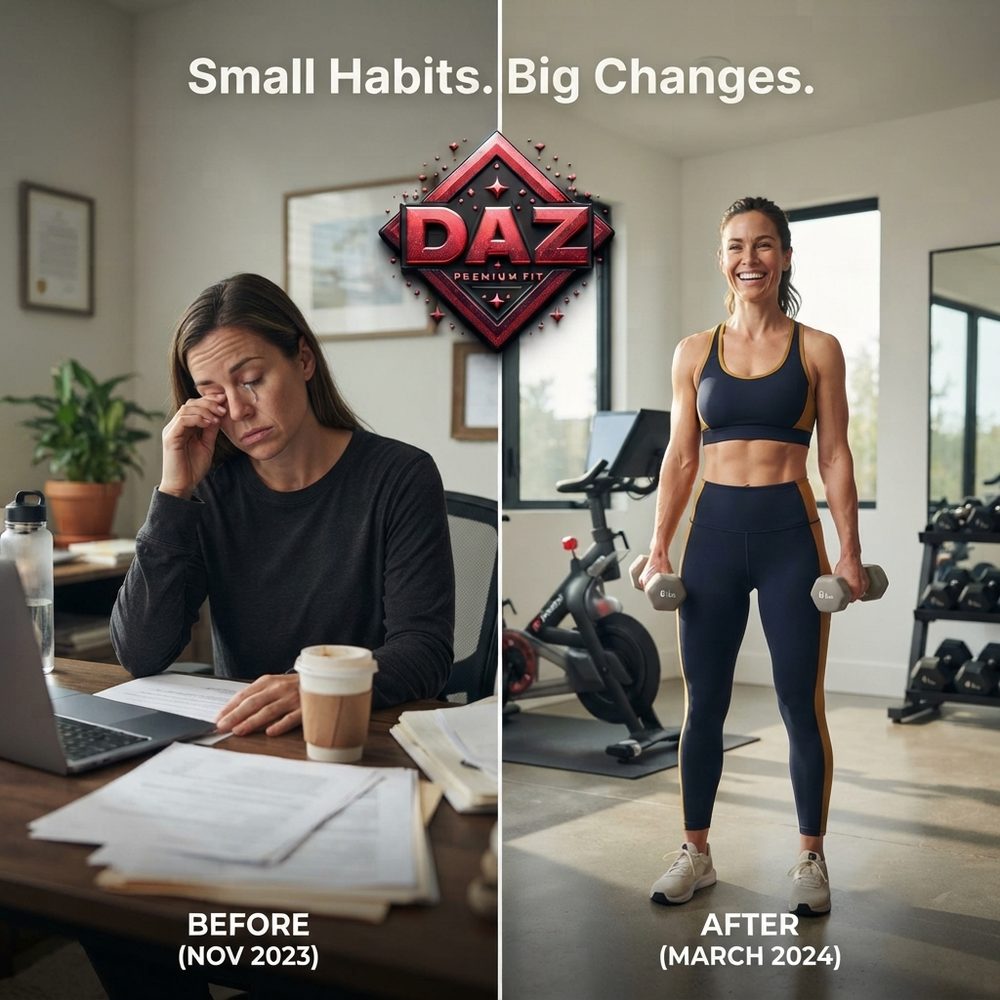 Small Habits. Big Changes.
DAZ
PREMIUM FIT
BEFORE
(NOV 2023)
AFTER
(MARCH 2024)